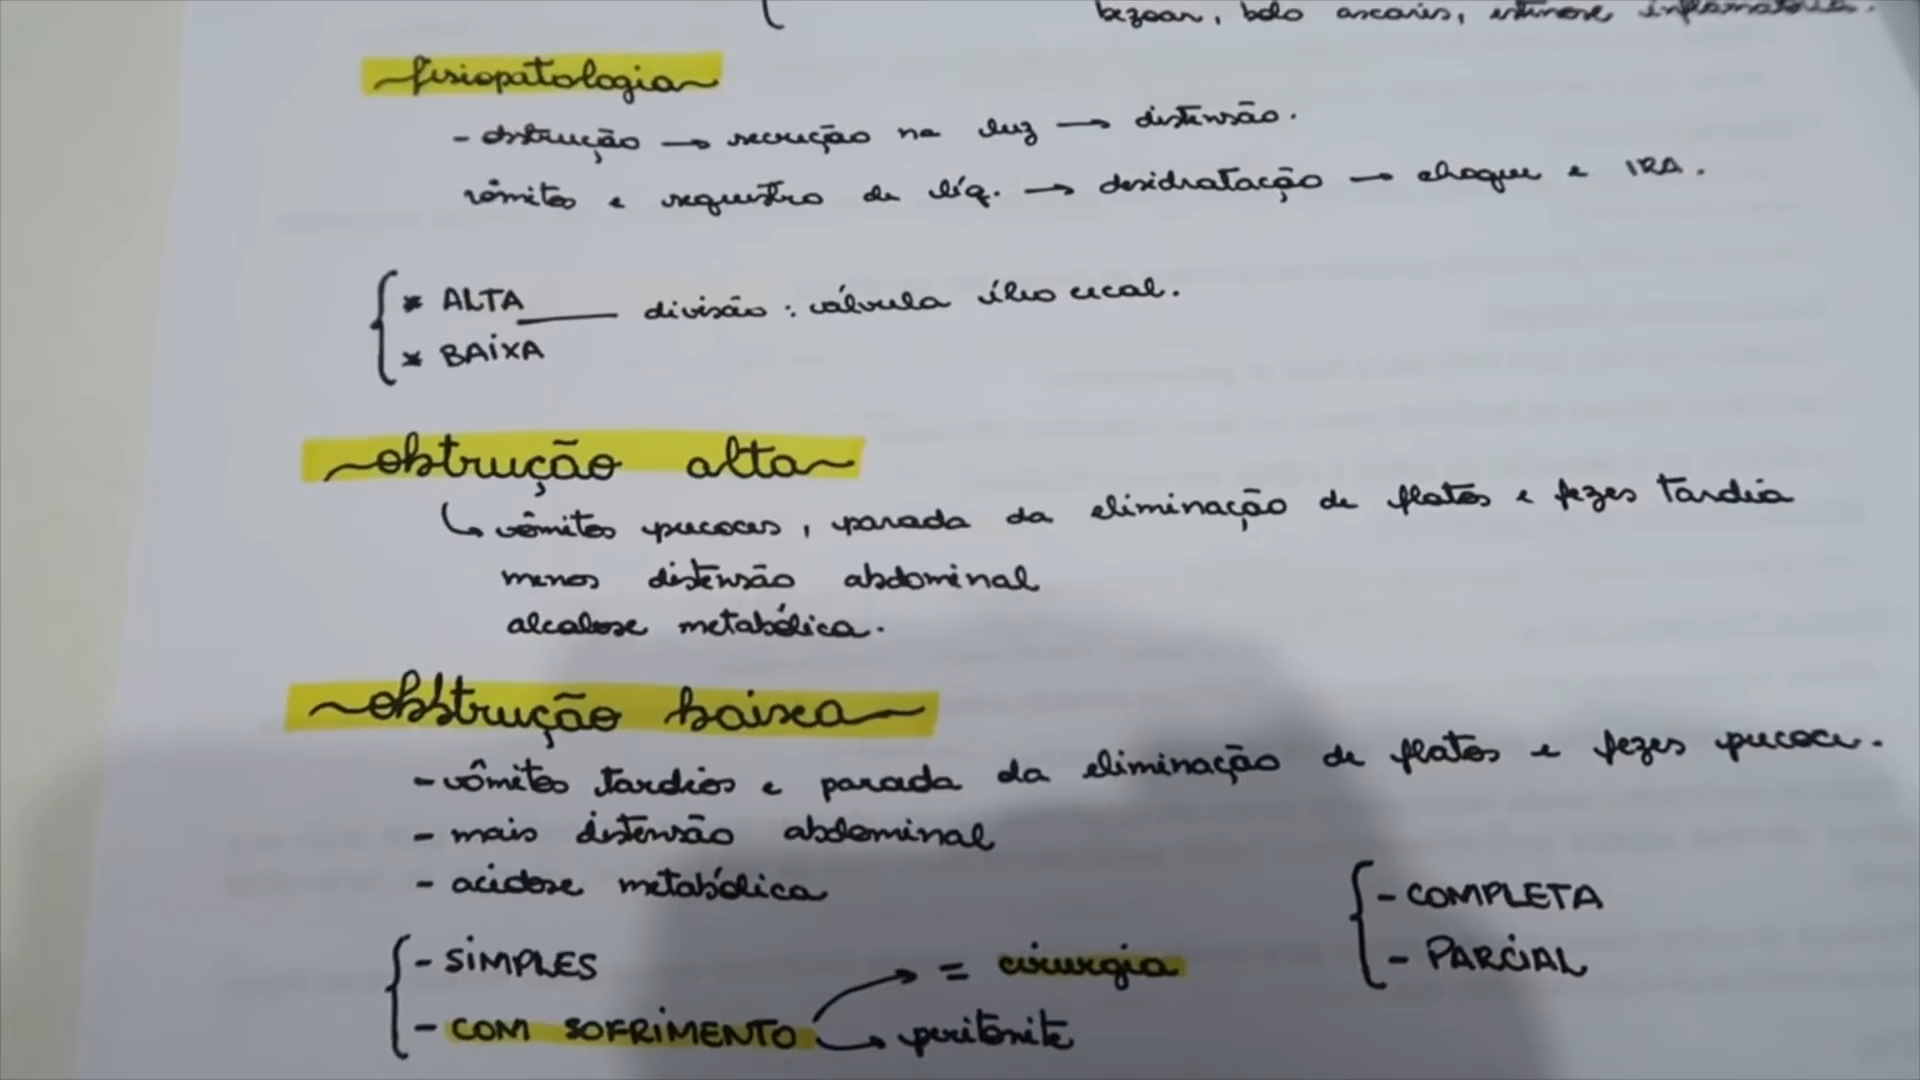 bezoar, bolo ascaris, estenose inflamatória.
fisiopatologia
- obstrução → secreção na luz → distensão.
vômitos e sequestro de líq. → desidratação → choque e IRA.
* ALTA
divisão: válvula íleo cecal.
* BAIXA
obtrução alta
vômitos precoces, parada da eliminação de flatos e fezes tardia
menos distensão abdominal
alcalose metabólica.
obstrução baixa
- vômitos tardios e parada da eliminação de flatos e fezes precoce.
- mais distensão abdominal
- acidose metabólica
- COMPLETA
- PARCIAL
- SIMPLES
- COM SOFRIMENTO → = cirurgia
→ peritonite